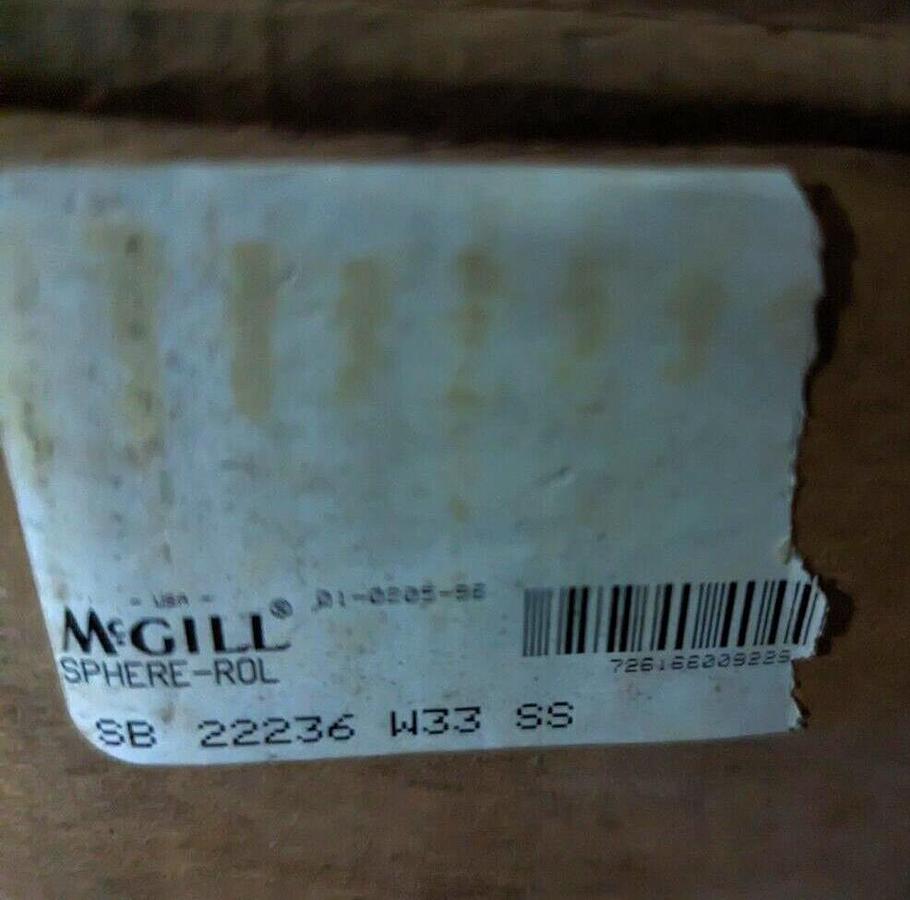 - USA -
McGILL®
SPHERE-ROL
SB 22236 W33 SS